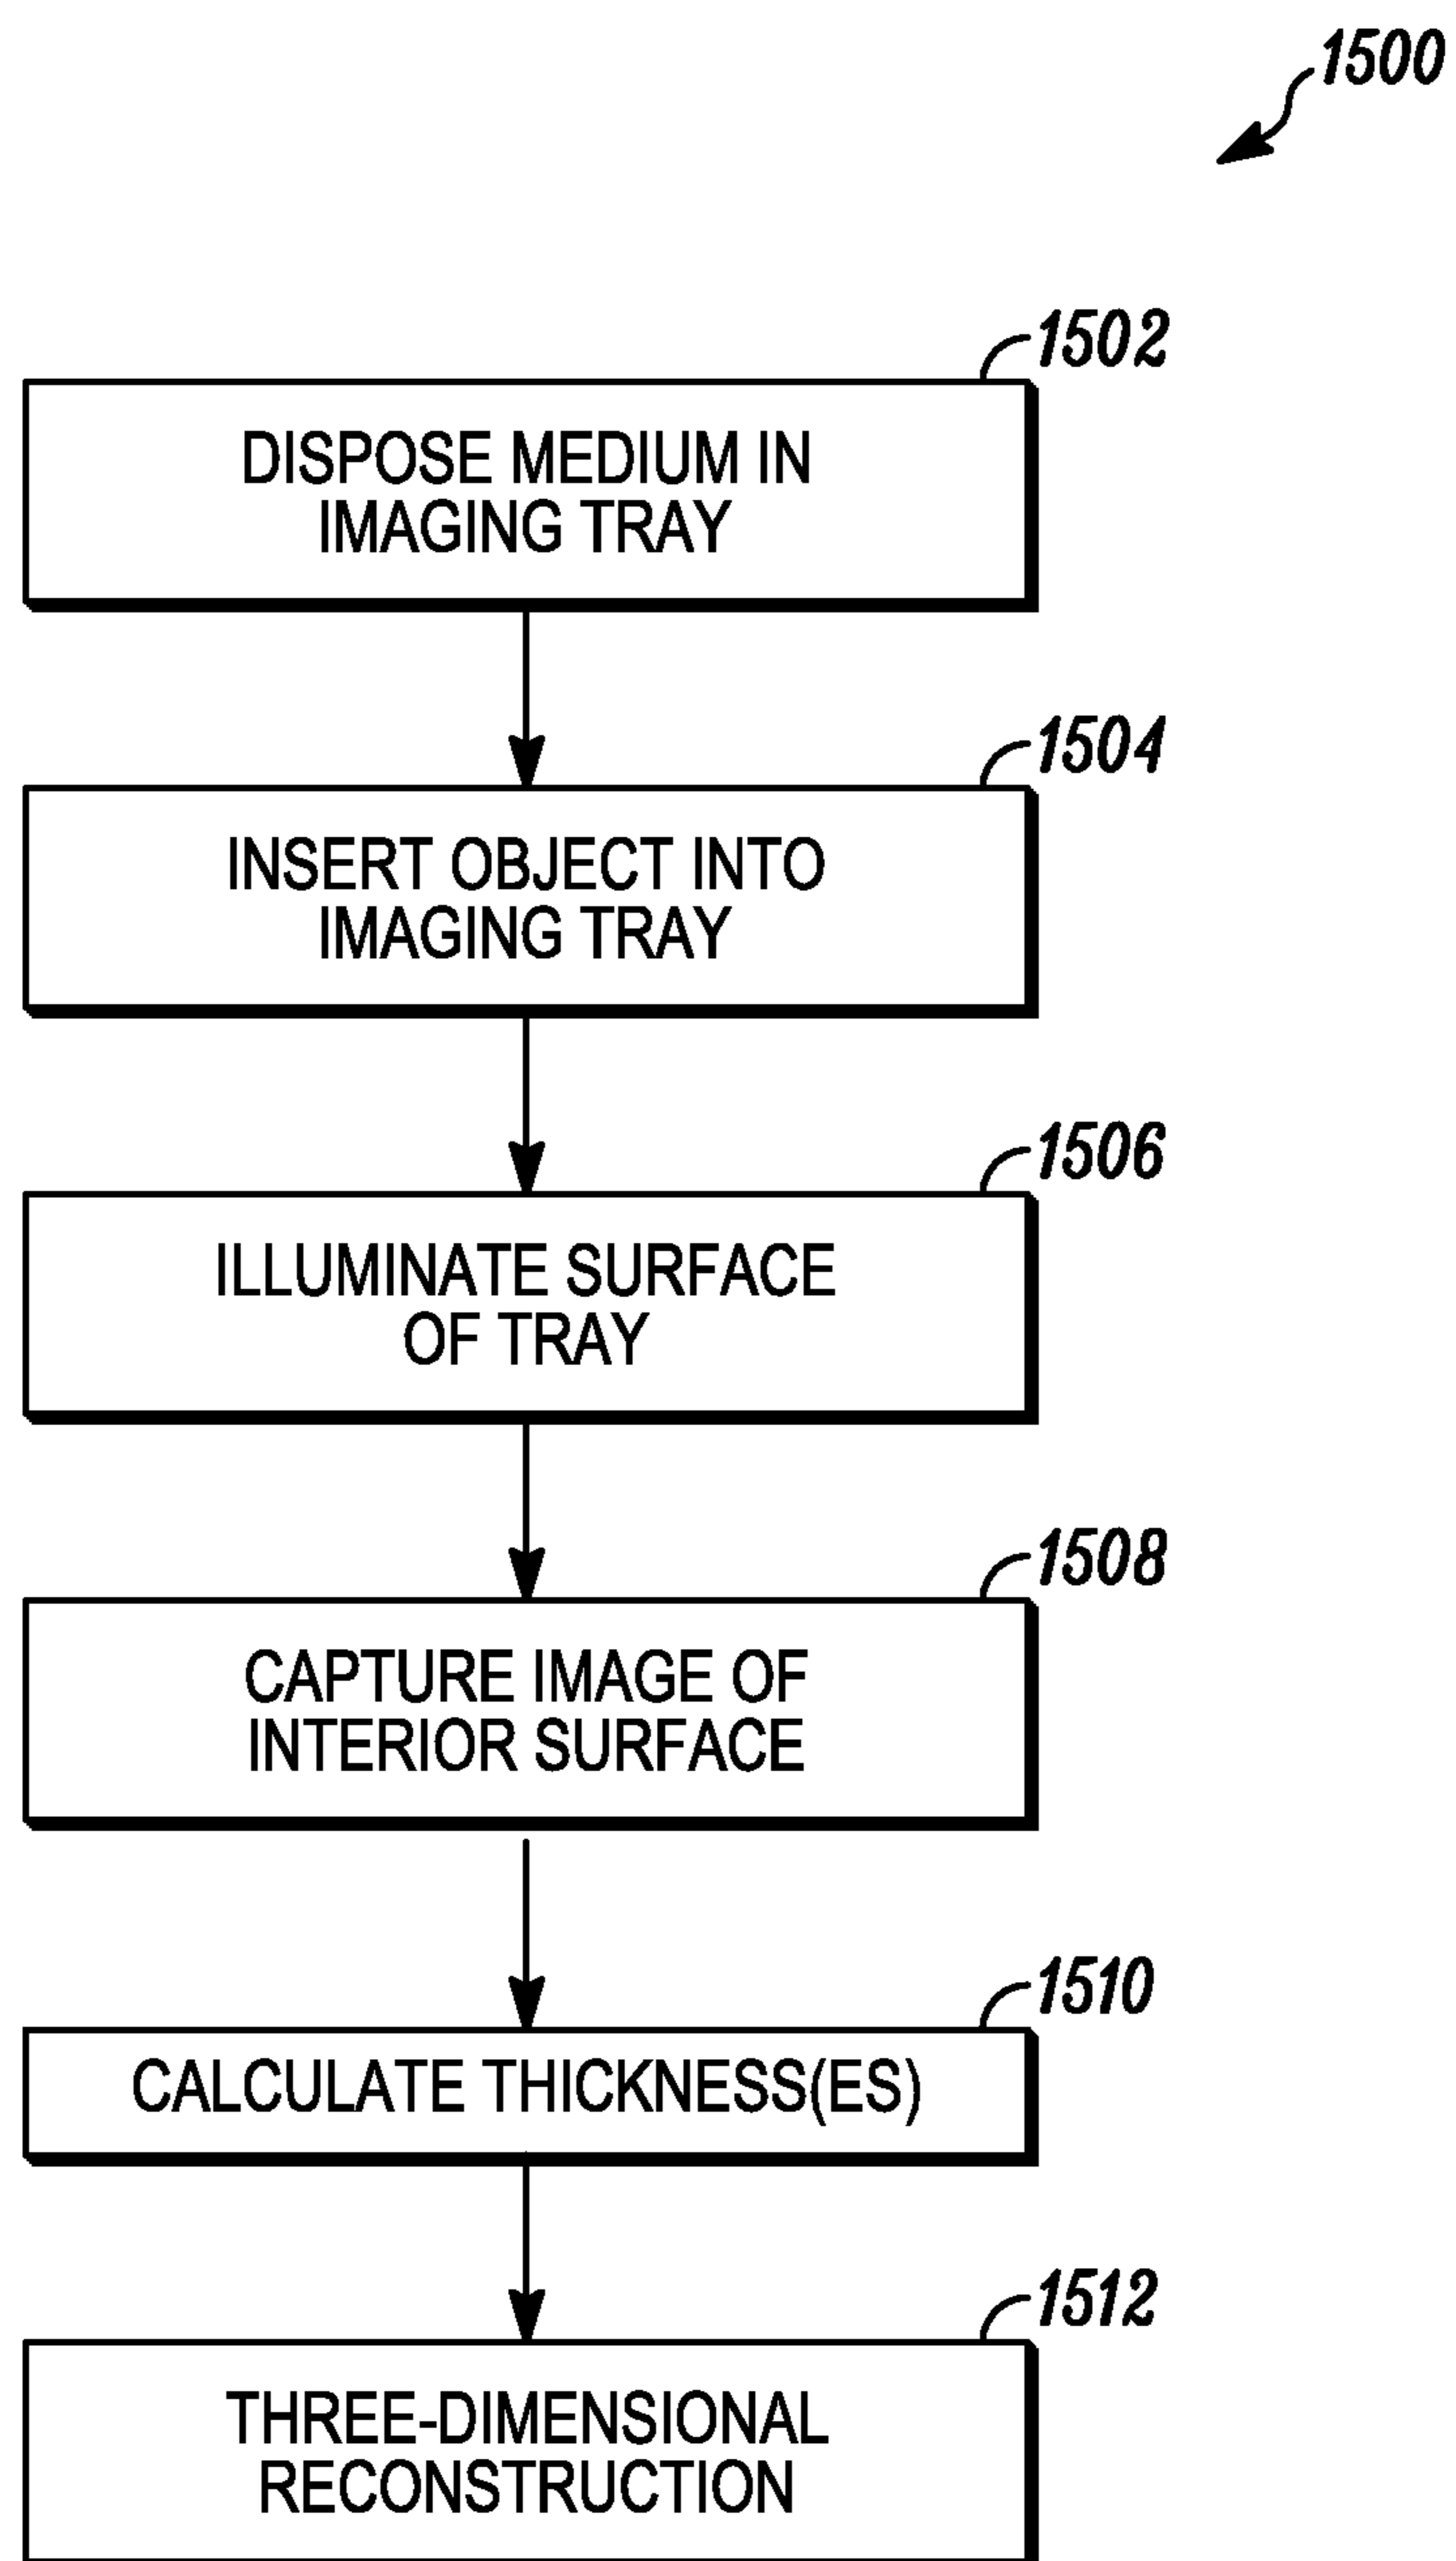 1500
1502
DISPOSE MEDIUM IN
IMAGING TRAY
1504
INSERT OBJECT INTO
IMAGING TRAY
1506
ILLUMINATE SURFACE
OF TRAY
1508
CAPTURE IMAGE OF
INTERIOR SURFACE
1510
CALCULATE THICKNESS(ES)
1512
THREE-DIMENSIONAL
RECONSTRUCTION